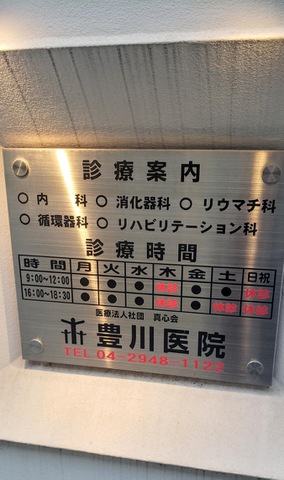 診療案内
○ 内　科 ○ 消化器科 ○ リウマチ科
○ 循環器科 ○ リハビリテーション科
診療時間
時間 月 火 水 木 金 土 日祝
9:00~12:00 ● ● ● 休診 ● ● 休診
16:00~18:30 ● ● ● 休診 ● 休診 休診
医療法人社団　真心会
豊川医院
TEL 04-2948-1123